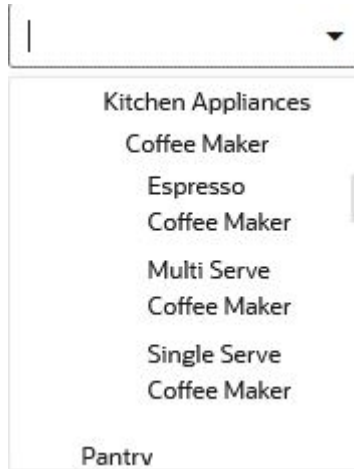 Kitchen Appliances
Coffee Maker
Espresso
Coffee Maker
Multi Serve
Coffee Maker
Single Serve
Coffee Maker
Pantry